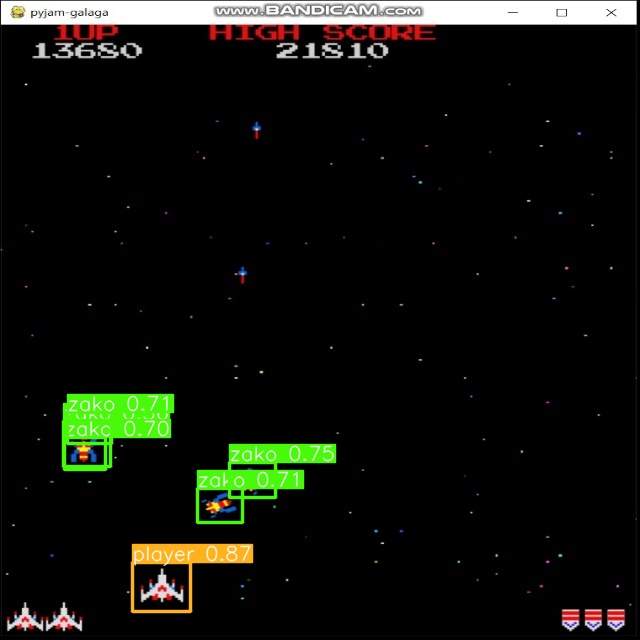 pyjam-galaga
WWW.BANDICAM.COM
1UP
HIGH SCORE
13680
21810
zako 0.71
zako 0.70
zako 0.75
zako 0.71
player 0.87